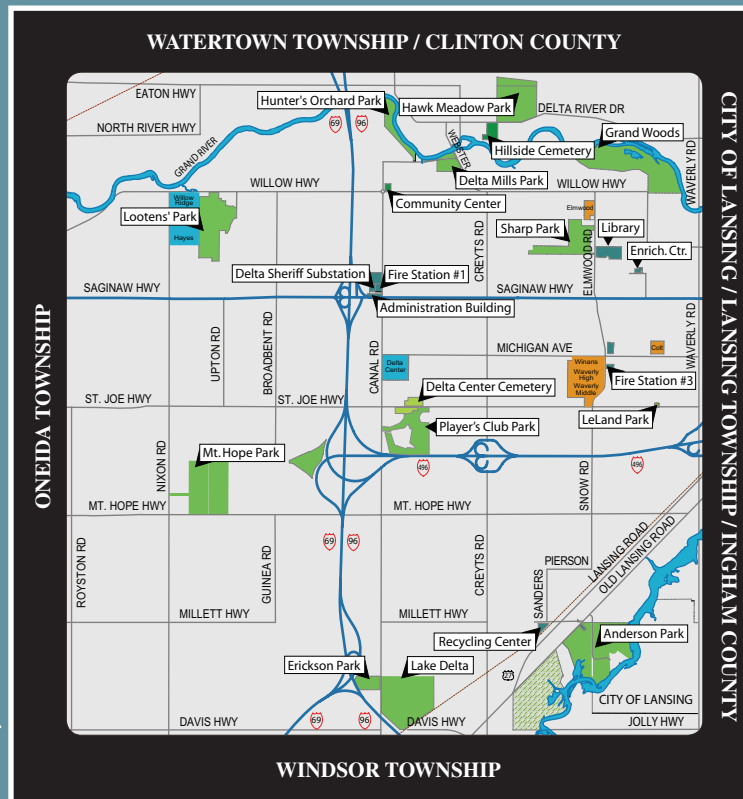 WATERTOWN TOWNSHIP / CLINTON COUNTY
EATON HWY
Hunter's Orchard Park
Hawk Meadow Park
DELTA RIVER DR
69
96
NORTH RIVER HWY
GRAND RIVER
WEBSTER
Hillside Cemetery
Grand Woods
WAVERLY RD
Delta Mills Park
WILLOW HWY
WILLOW HWY
Willow Ridge
Lootens' Park
Hayes
Community Center
Elmwood
Sharp Park
Library
CREYTS RD
ELMWOOD RD
Enrich. Ctr.
Delta Sheriff Substation
Fire Station #1
SAGINAW HWY
SAGINAW HWY
Administration Building
UPTON RD
BROADBENT RD
CANAL RD
WAVERLY RD
MICHIGAN AVE
Colt
Delta Center
Winans
Waverly High
Waverly Middle
Fire Station #3
ST. JOE HWY
ST. JOE HWY
Delta Center Cemetery
LeLand Park
Player's Club Park
NIXON RD
Mt. Hope Park
496
496
SNOW RD
MT. HOPE HWY
MT. HOPE HWY
69
96
ROYSTON RD
GUINEA RD
CREYTS RD
PIERSON
LANSING ROAD
OLD LANSING ROAD
SANDERS
MILLETT HWY
MILLETT HWY
Recycling Center
Anderson Park
Erickson Park
Lake Delta
CITY OF LANSING
69
96
DAVIS HWY
DAVIS HWY
JOLLY HWY
ONEIDA TOWNSHIP
CITY OF LANSING / LANSING TOWNSHIP / INGHAM COUNTY
WINDSOR TOWNSHIP